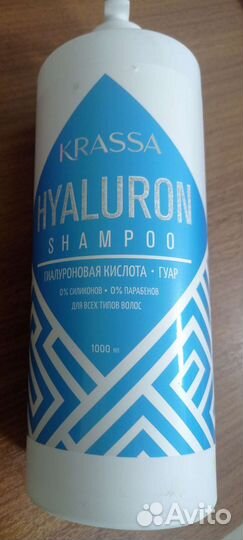 KRASSA
HYALURON
SHAMPOO
ГИАЛУРОНОВАЯ КИСЛОТА • ГУАР
0% СИЛИКОНОВ • 0% ПАРАБЕНОВ
ДЛЯ ВСЕХ ТИПОВ ВОЛОС
1000 мл
Avito